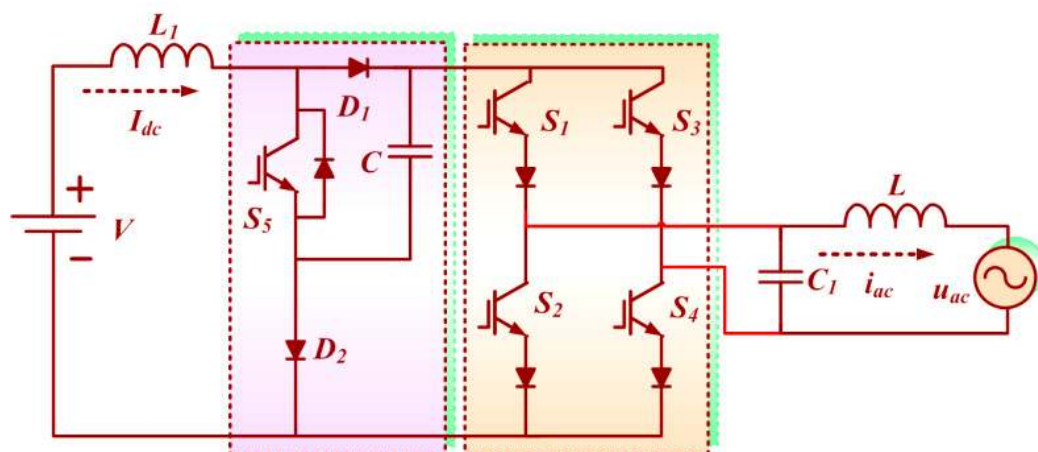 L1
Idc
+
V
−
D1
C
S5
D2
S1
S3
S2
S4
L
C1
iac
uac